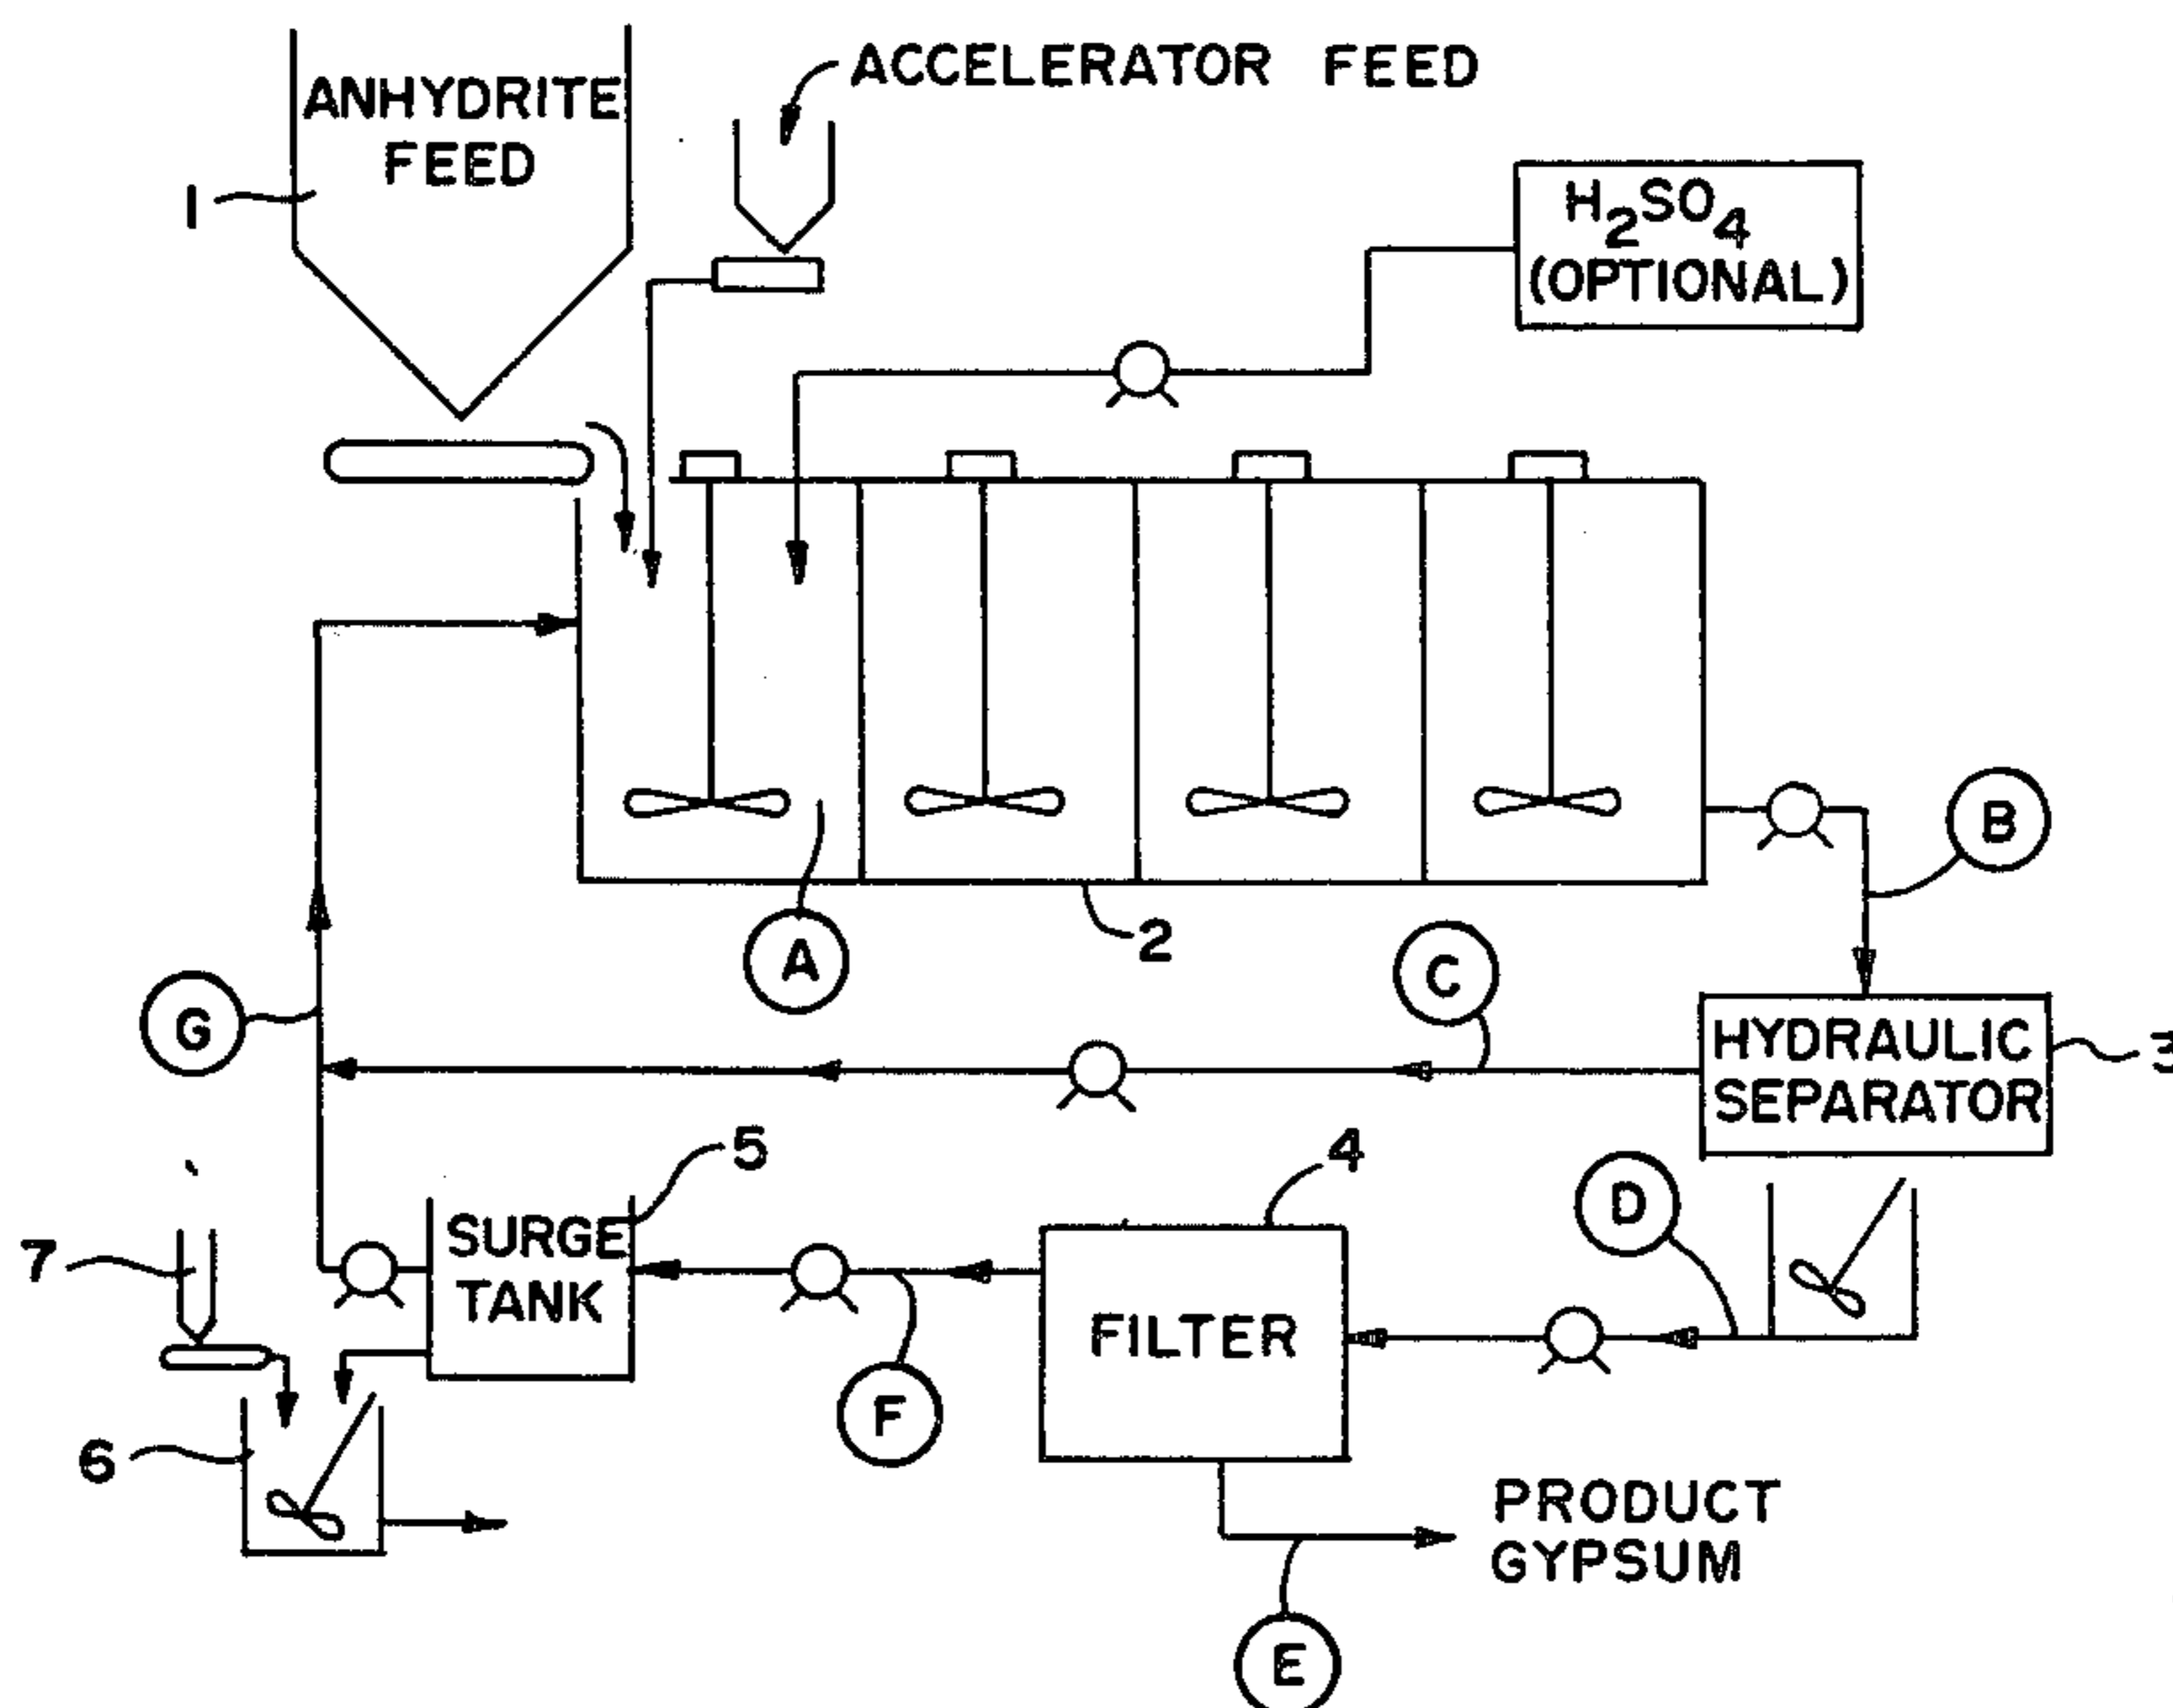 ANHYDRITE
FEED
ACCELERATOR FEED
1
H₂SO₄
(OPTIONAL)
B
A
2
C
G
HYDRAULIC
SEPARATOR
3
5
4
D
SURGE
TANK
7
FILTER
F
6
PRODUCT
GYPSUM
E